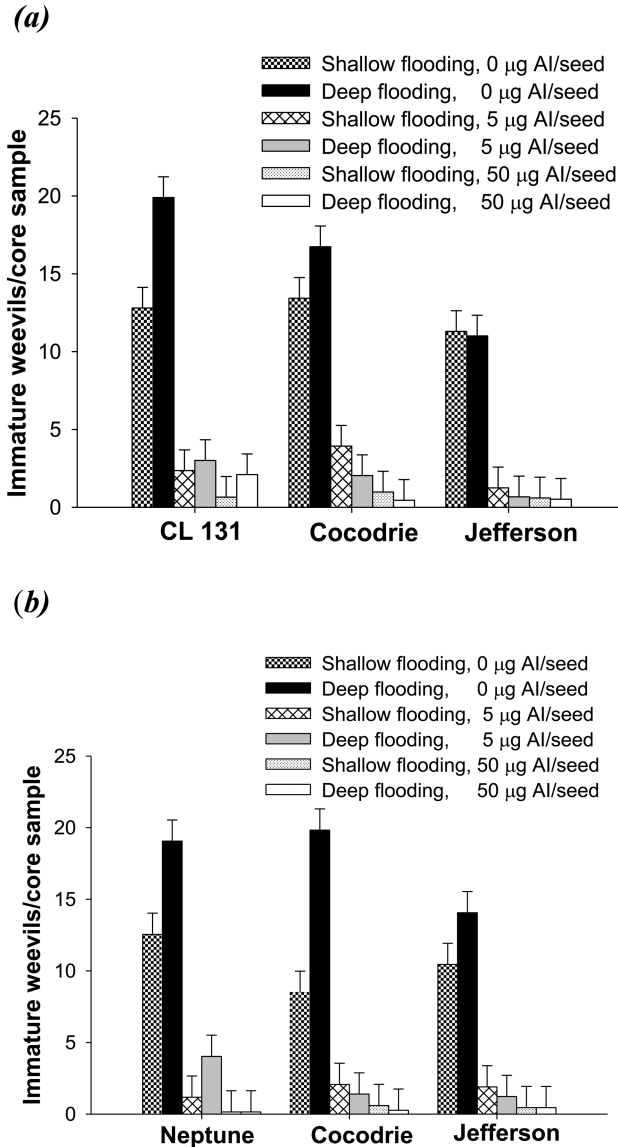 (a)
Shallow flooding, 0 μg AI/seed
Deep flooding, 0 μg AI/seed
Shallow flooding, 5 μg AI/seed
Deep flooding, 5 μg AI/seed
Shallow flooding, 50 μg AI/seed
Deep flooding, 50 μg AI/seed
Immature weevils/core sample
25
20
15
10
5
0
CL 131 Cocodrie Jefferson
(b)
Shallow flooding, 0 μg AI/seed
Deep flooding, 0 μg AI/seed
Shallow flooding, 5 μg AI/seed
Deep flooding, 5 μg AI/seed
Shallow flooding, 50 μg AI/seed
Deep flooding, 50 μg AI/seed
Immature weevils/core sample
25
20
15
10
5
0
Neptune Cocodrie Jefferson